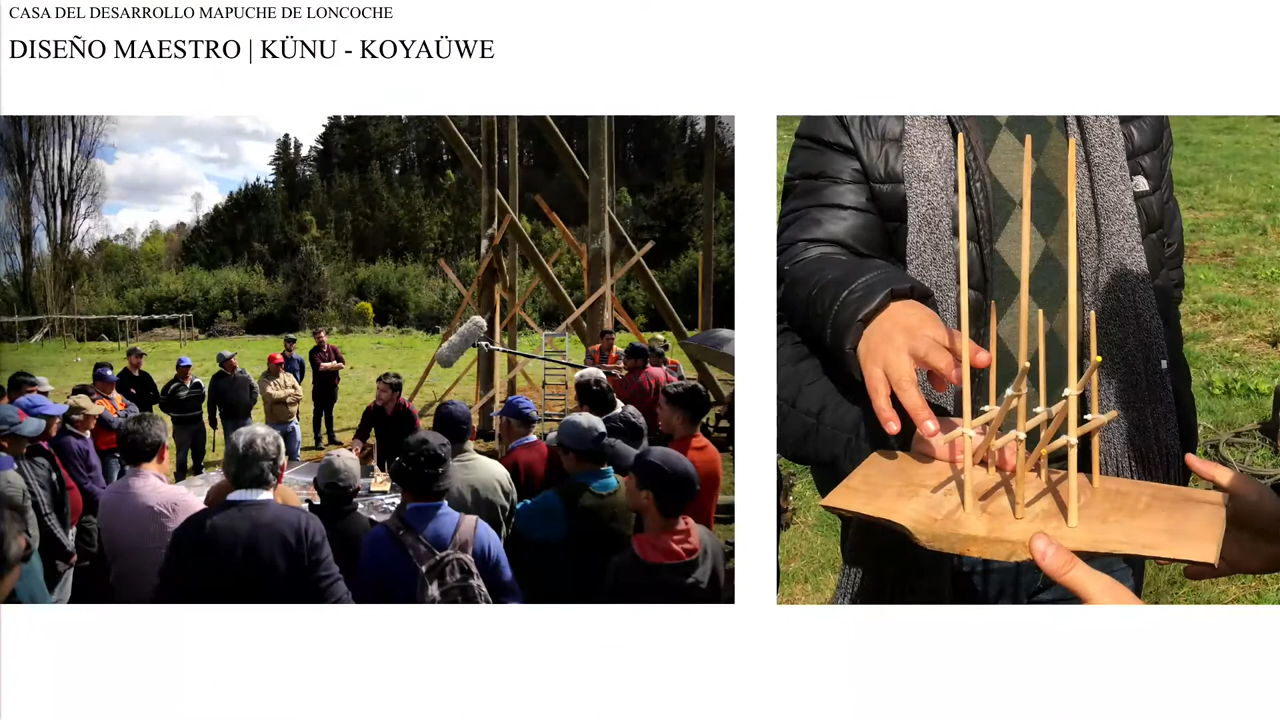 CASA DEL DESARROLLO MAPUCHE DE LONCOCHE
DISEÑO MAESTRO | KÜNU - KOYAÜWE